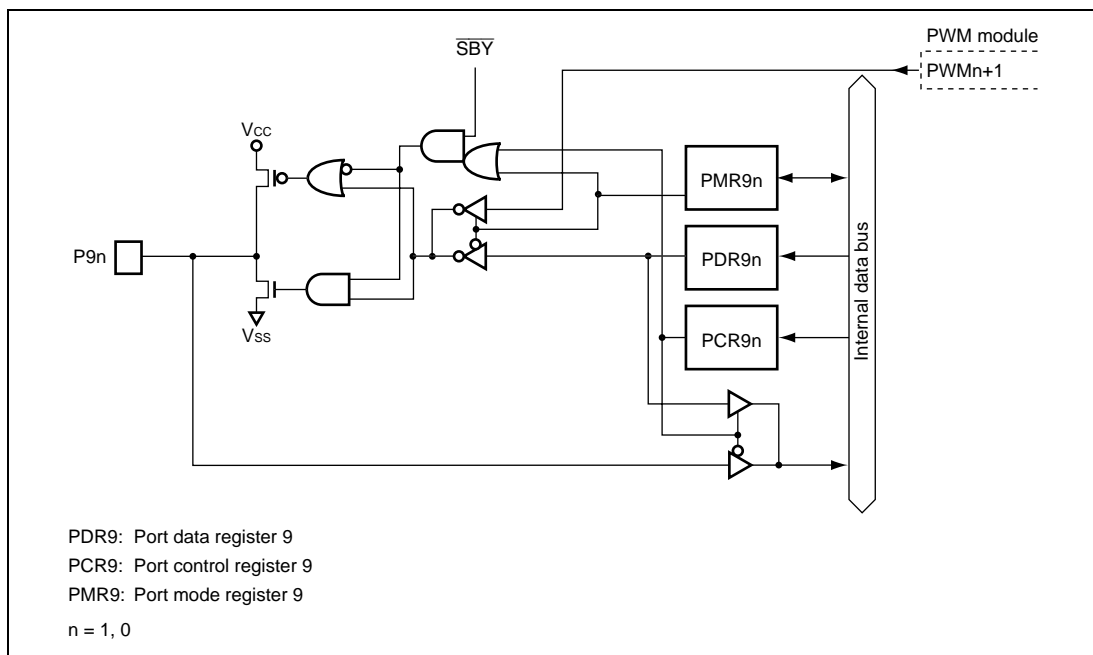 PWM module
SBY
PWMn+1
VCC
PMR9n
P9n
PDR9n
Internal data bus
VSS
PCR9n
PDR9: Port data register 9
PCR9: Port control register 9
PMR9: Port mode register 9
n = 1, 0